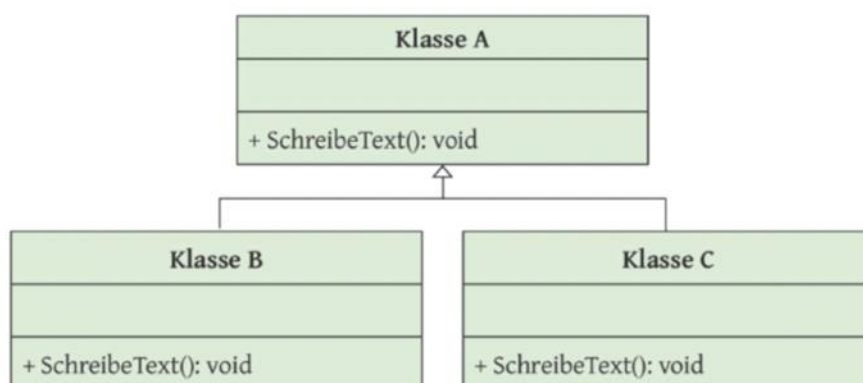 Klasse A
+ SchreibeText(): void
Klasse B
Klasse C
+ SchreibeText(): void
+ SchreibeText(): void